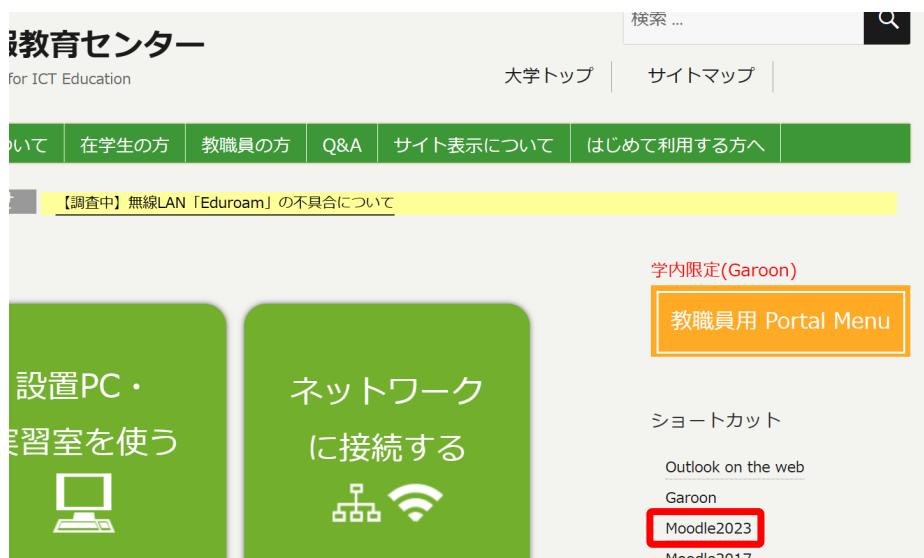 検索 ...
報教育センター
for ICT Education
大学トップ
サイトマップ
ついて
在学生の方
教職員の方
Q&A
サイト表示について
はじめて利用する方へ
【調査中】無線LAN「Eduroam」の不具合について
学内限定(Garoon)
教職員用 Portal Menu
設置PC・
実習室を使う
ネットワーク
に接続する
ショートカット
Outlook on the web
Garoon
Moodle2023
Moodle2017